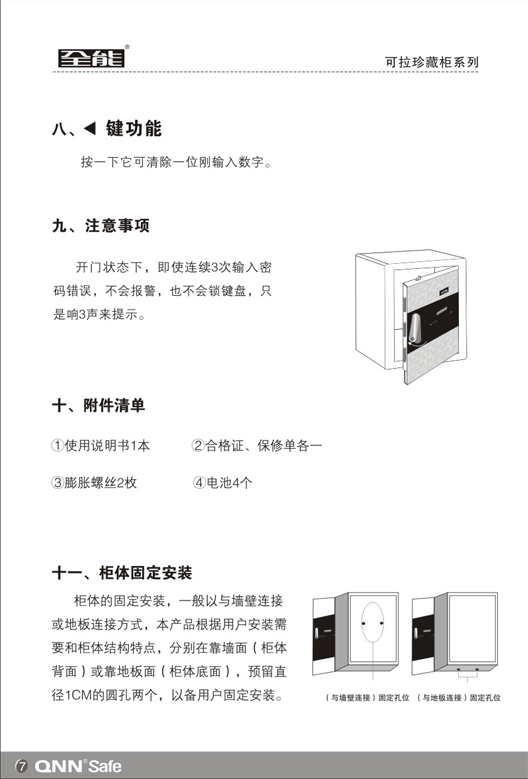 全能®
可拉珍藏柜系列
八、◀ 键功能
按一下它可清除一位刚输入数字。
九、注意事项
开门状态下，即使连续3次输入密
码错误，不会报警，也不会锁键盘，只
是响3声来提示。
十、附件清单
①使用说明书1本 ②合格证、保修单各一
③膨胀螺丝2枚 ④电池4个
十一、柜体固定安装
柜体的固定安装，一般以与墙壁连接
或地板连接方式，本产品根据用户安装需
要和柜体结构特点，分别在靠墙面（柜体
背面）或靠地板面（柜体底面），预留直
径1CM的圆孔两个，以备用户固定安装。
（与墙壁连接）固定孔位 （与地板连接）固定孔位
7 QNN® Safe